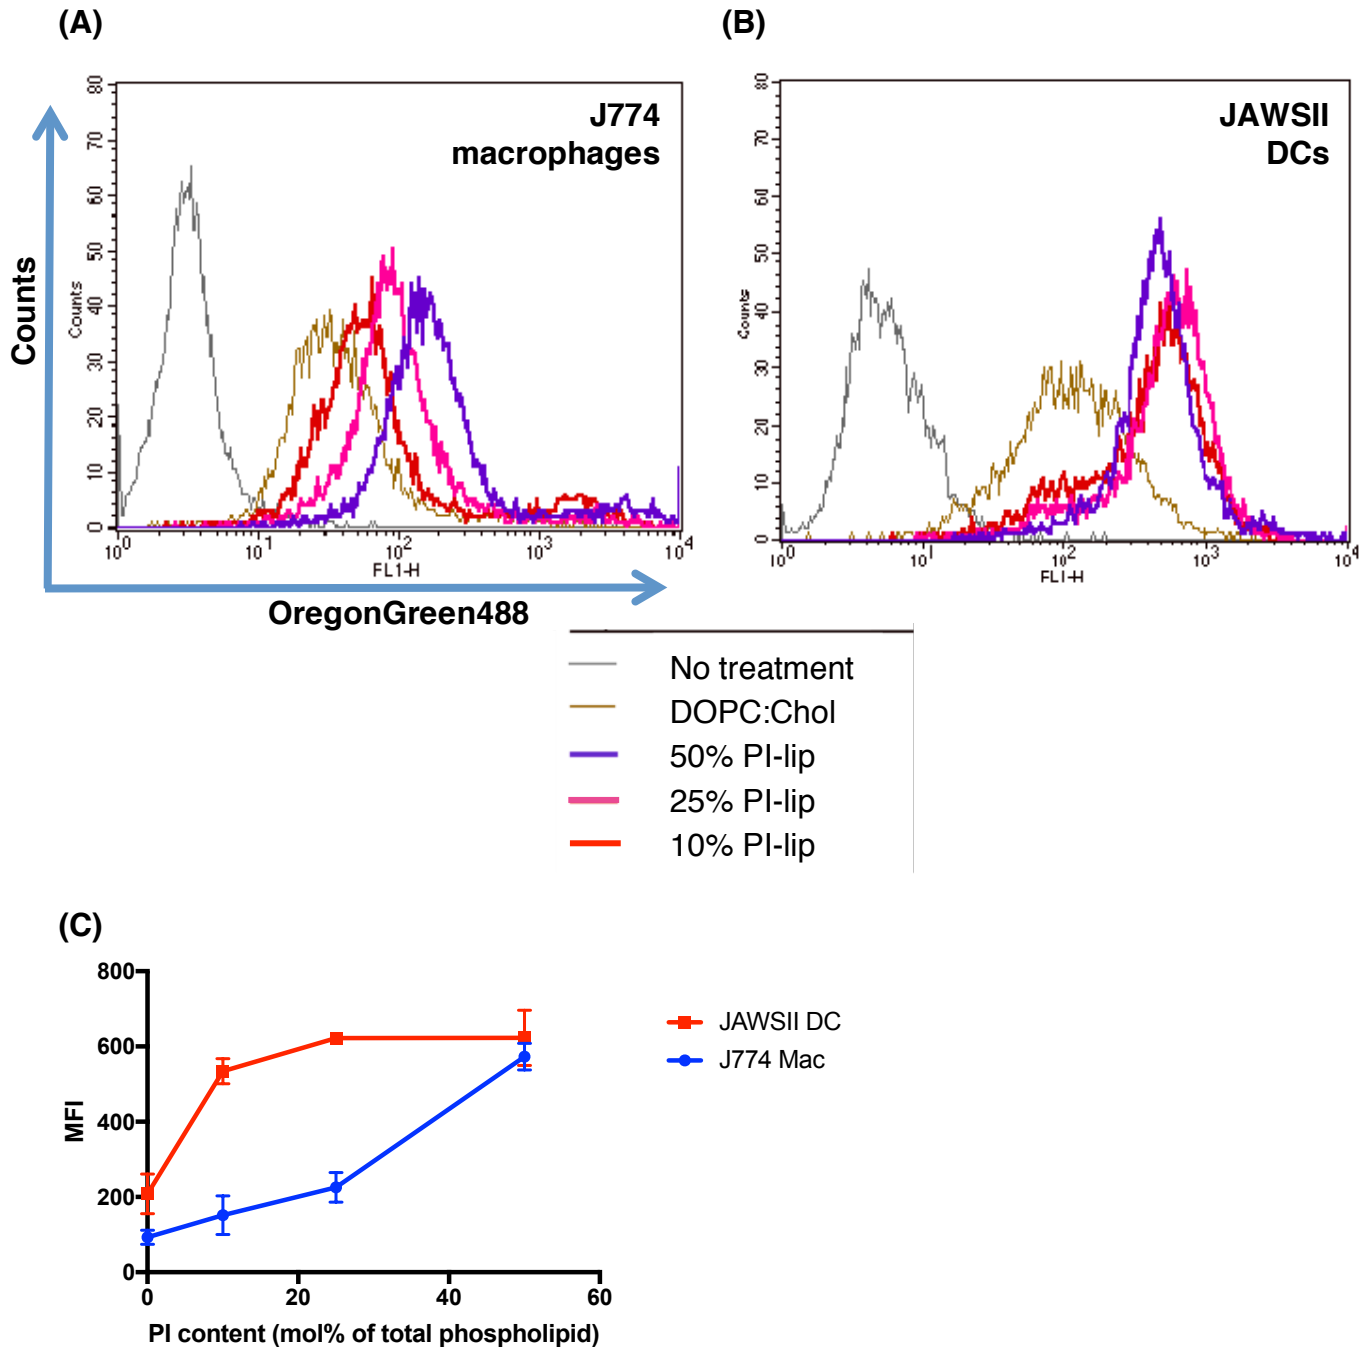 (A)
(B)
80
70
60
50
40
30
20
10
0
Counts
Counts
J774
macrophages
10^0 10^1 10^2 10^3 10^4
FL1-H
OregonGreen488
80
70
60
50
40
30
20
10
0
Counts
JAWSII
DCs
10^0 10^1 10^2 10^3 10^4
FL1-H
No treatment
DOPC:Chol
50% PI-lip
25% PI-lip
10% PI-lip
(C)
800
600
400
200
0
MFI
0 20 40 60
PI content (mol% of total phospholipid)
JAWSII DC
J774 Mac